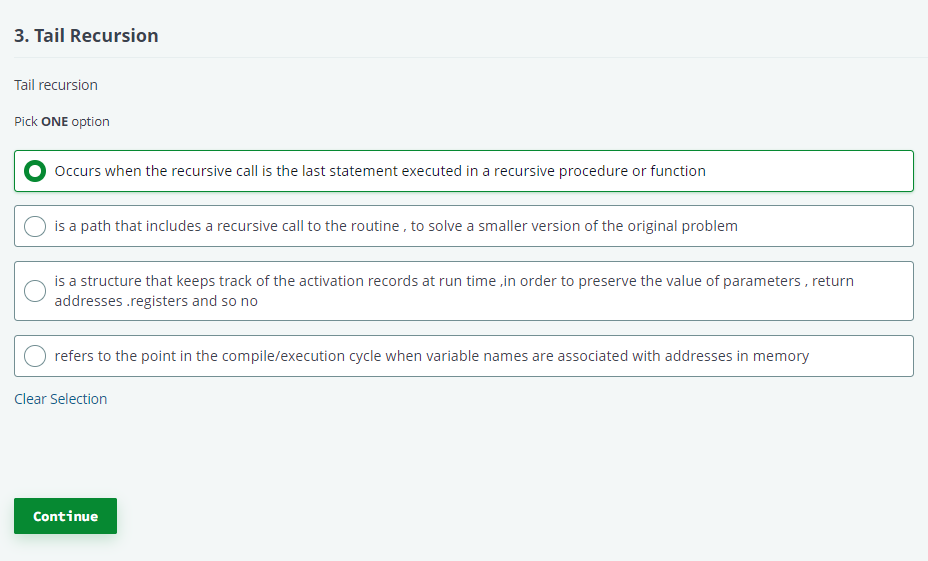 3. Tail Recursion
Tail recursion
Pick ONE option
Occurs when the recursive call is the last statement executed in a recursive procedure or function
is a path that includes a recursive call to the routine , to solve a smaller version of the original problem
is a structure that keeps track of the activation records at run time ,in order to preserve the value of parameters , return
addresses .registers and so no
refers to the point in the compile/execution cycle when variable names are associated with addresses in memory
Clear Selection
Continue